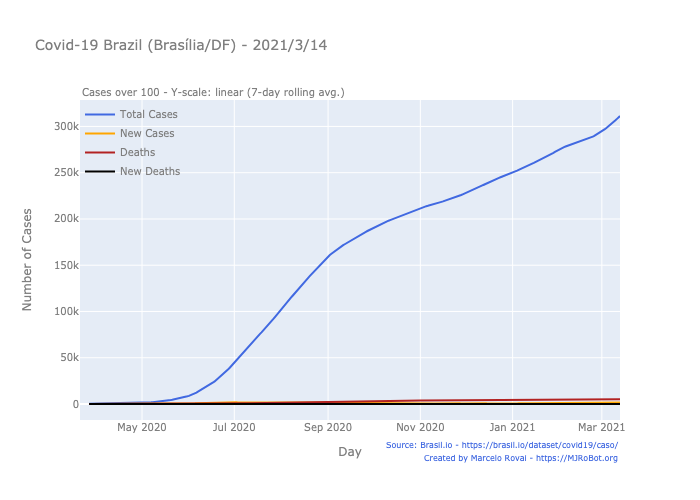 Covid-19 Brazil (Brasília/DF) - 2021/3/14
Cases over 100 - Y-scale: linear (7-day rolling avg.)
Total Cases
New Cases
Deaths
New Deaths
300k
250k
200k
150k
100k
50k
0
Number of Cases
May 2020
Jul 2020
Sep 2020
Nov 2020
Jan 2021
Mar 2021
Day
Source: Brasil.io - https://brasil.io/dataset/covid19/caso/
Created by Marcelo Rovai - https://MJRoBot.org